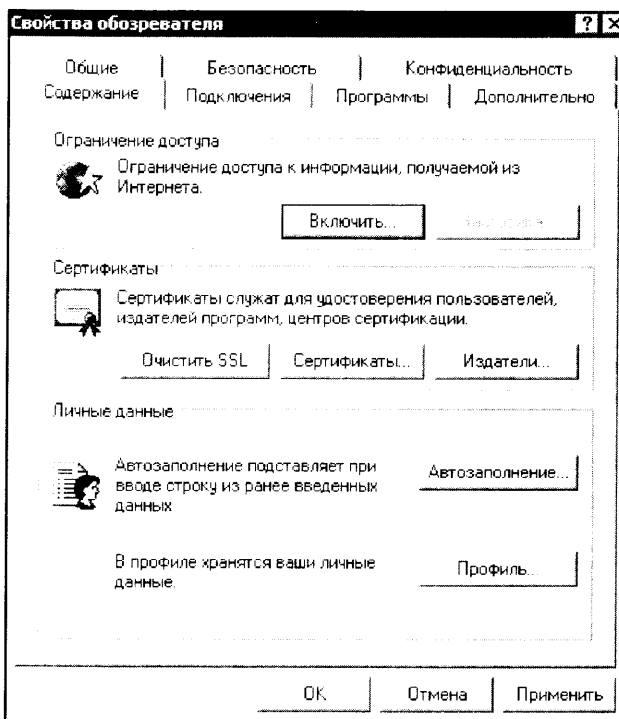 Свойства обозревателя
Общие Безопасность Конфиденциальность
Содержание Подключения Программы Дополнительно
Ограничение доступа
Ограничение доступа к информации, получаемой из
Интернета.
Включить...
Сертификаты
Сертификаты служат для удостоверения пользователей,
издателей программ, центров сертификации.
Очистить SSL Сертификаты... Издатели...
Личные данные
Автозаполнение подставляет при
вводе строку из ранее введенных
данных
Автозаполнение...
В профиле хранятся ваши личные
данные.
Профиль...
OK Отмена Применить